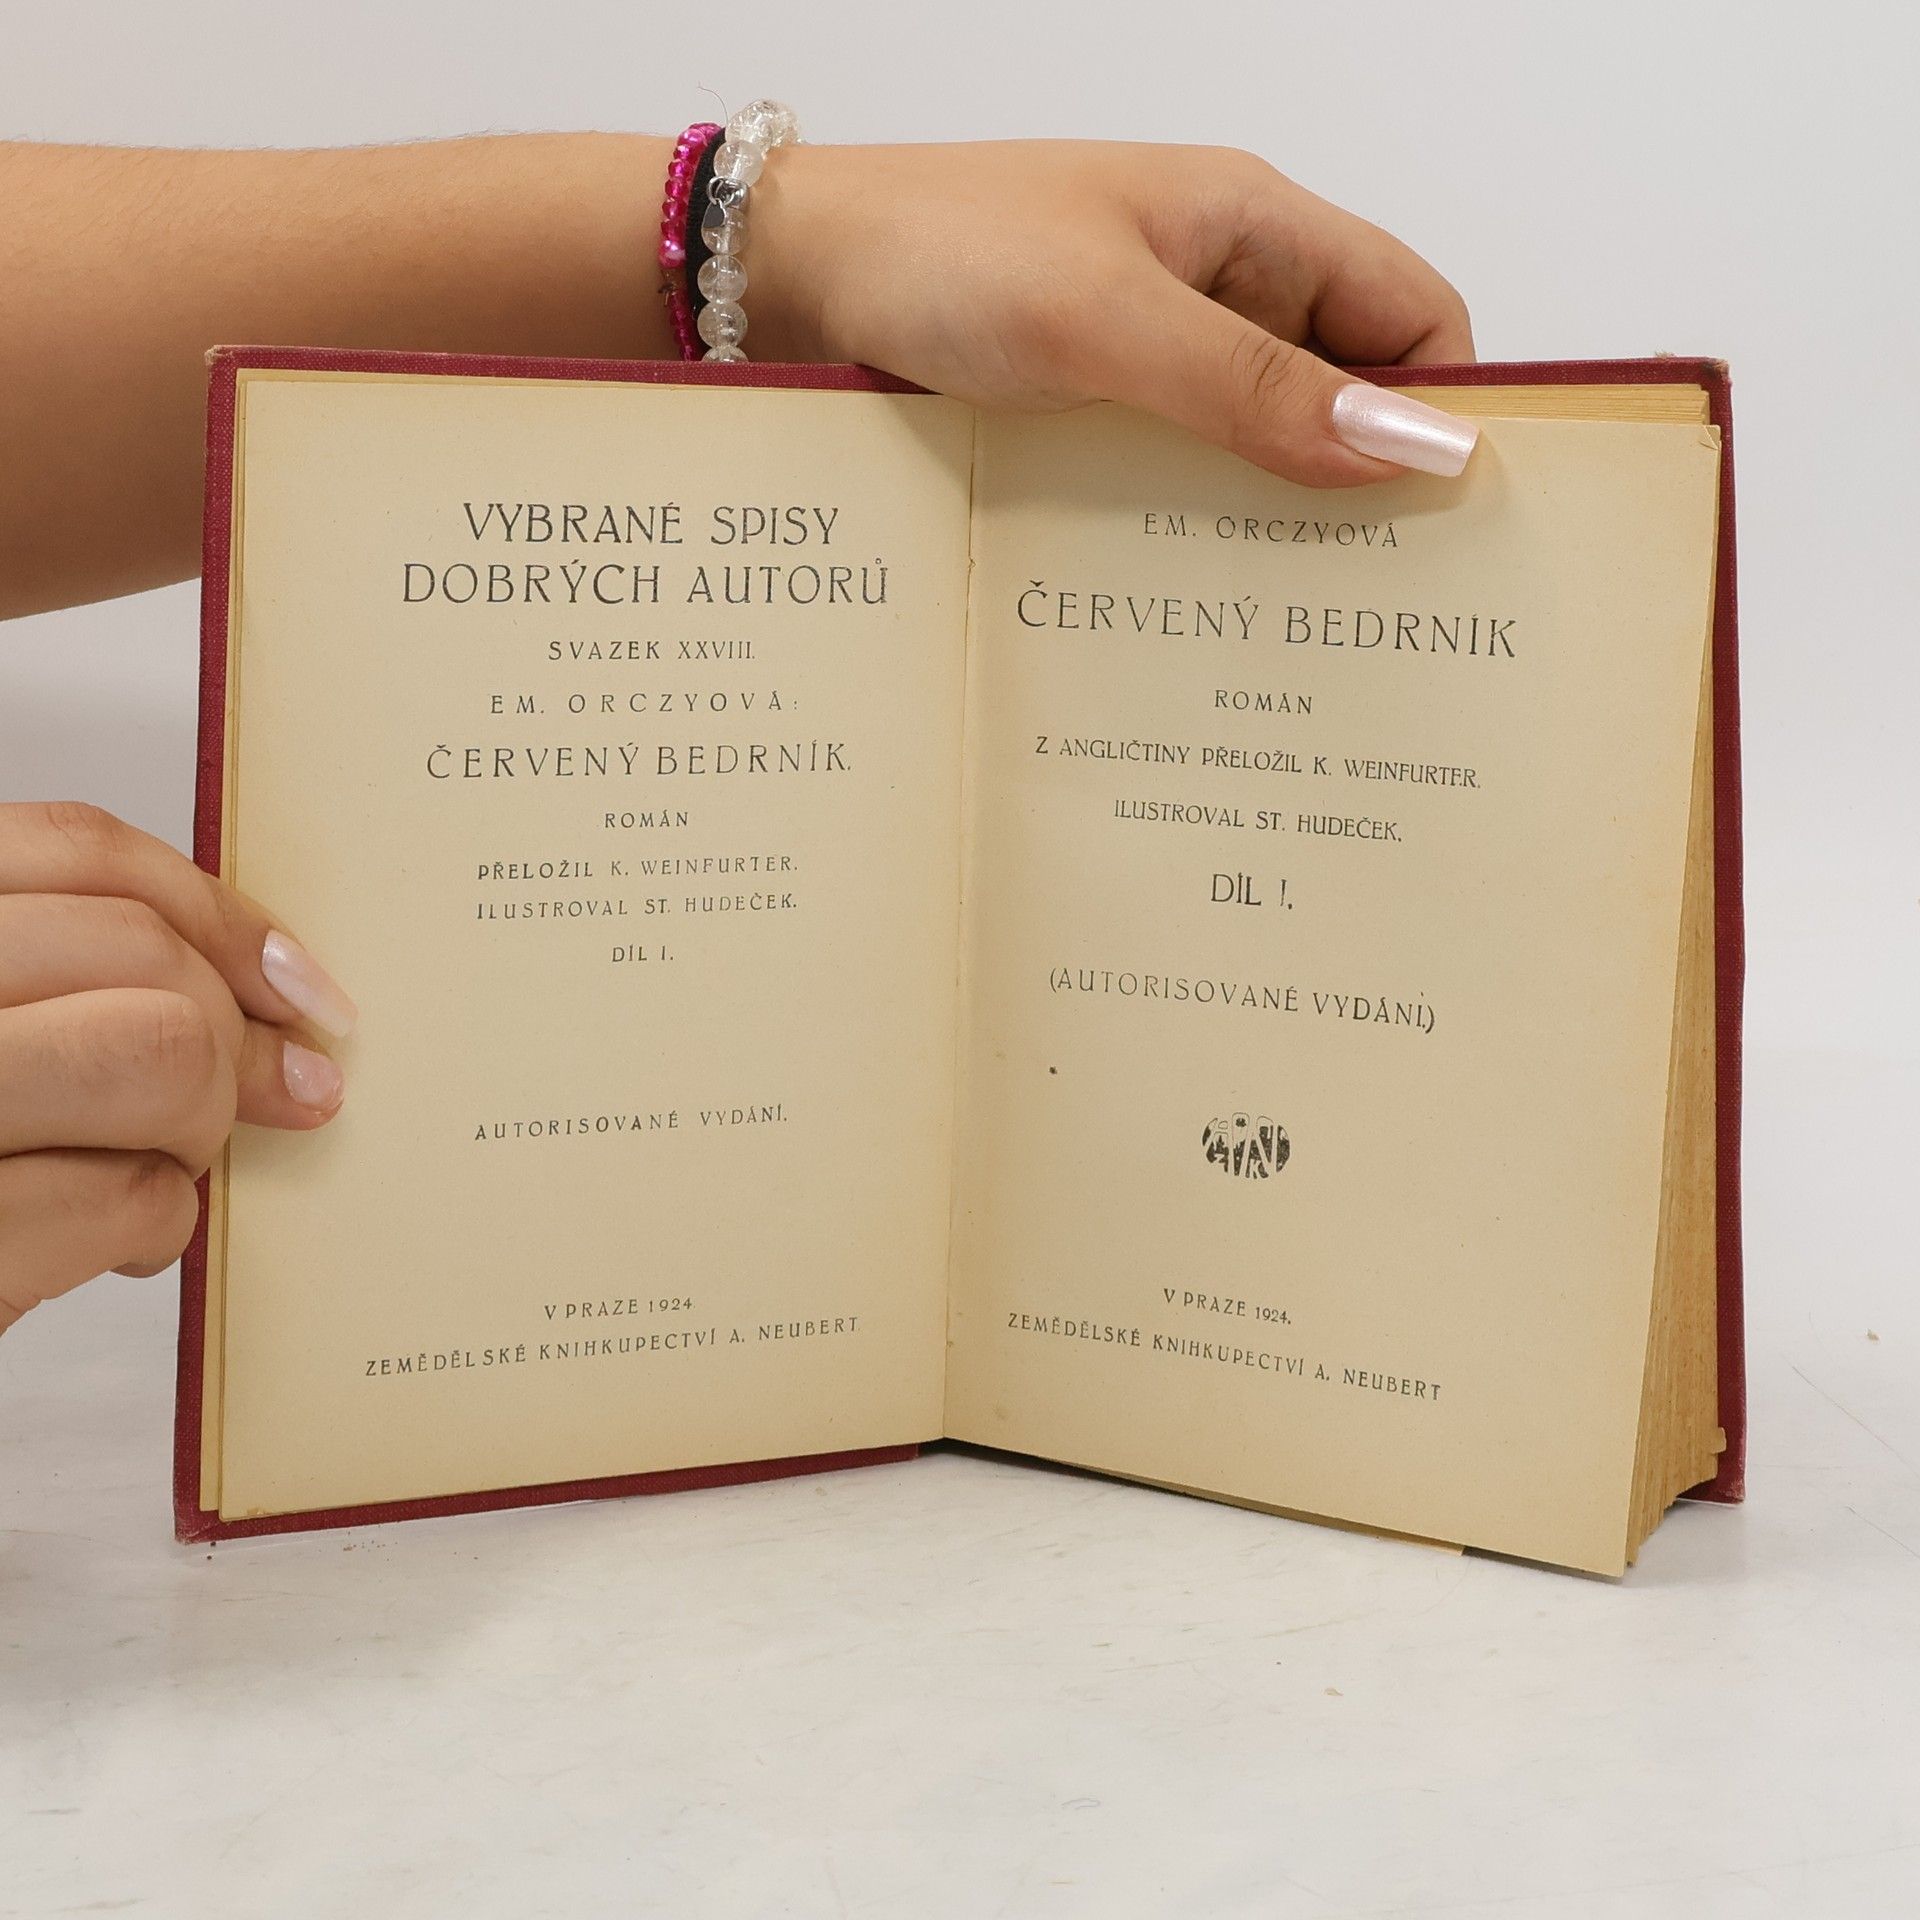 VYBRANÉ SPISY
DOBRÝCH AUTORŮ
SVAZEK XXVIII.
EM. ORCZYOVÁ:
ČERVENÝ BEDRNÍK.
ROMÁN
PŘELOŽIL K. WEINFURTER.
ILUSTROVAL ST. HUDEČEK.
DÍL I.
AUTORISOVANÉ VYDÁNÍ.
V PRAZE 1924
ZEMĚDĚLSKÉ KNIHKUPECTVÍ A. NEUBERT
EM. ORCZYOVÁ
ČERVENÝ BEDRNÍK
ROMÁN
Z ANGLIČTINY PŘELOŽIL K. WEINFURTER.
ILUSTROVAL ST. HUDEČEK.
DÍL I.
(AUTORISOVANÉ VYDÁNÍ.)
V PRAZE 1924.
ZEMĚDĚLSKÉ KNIHKUPECTVÍ A. NEUBERT